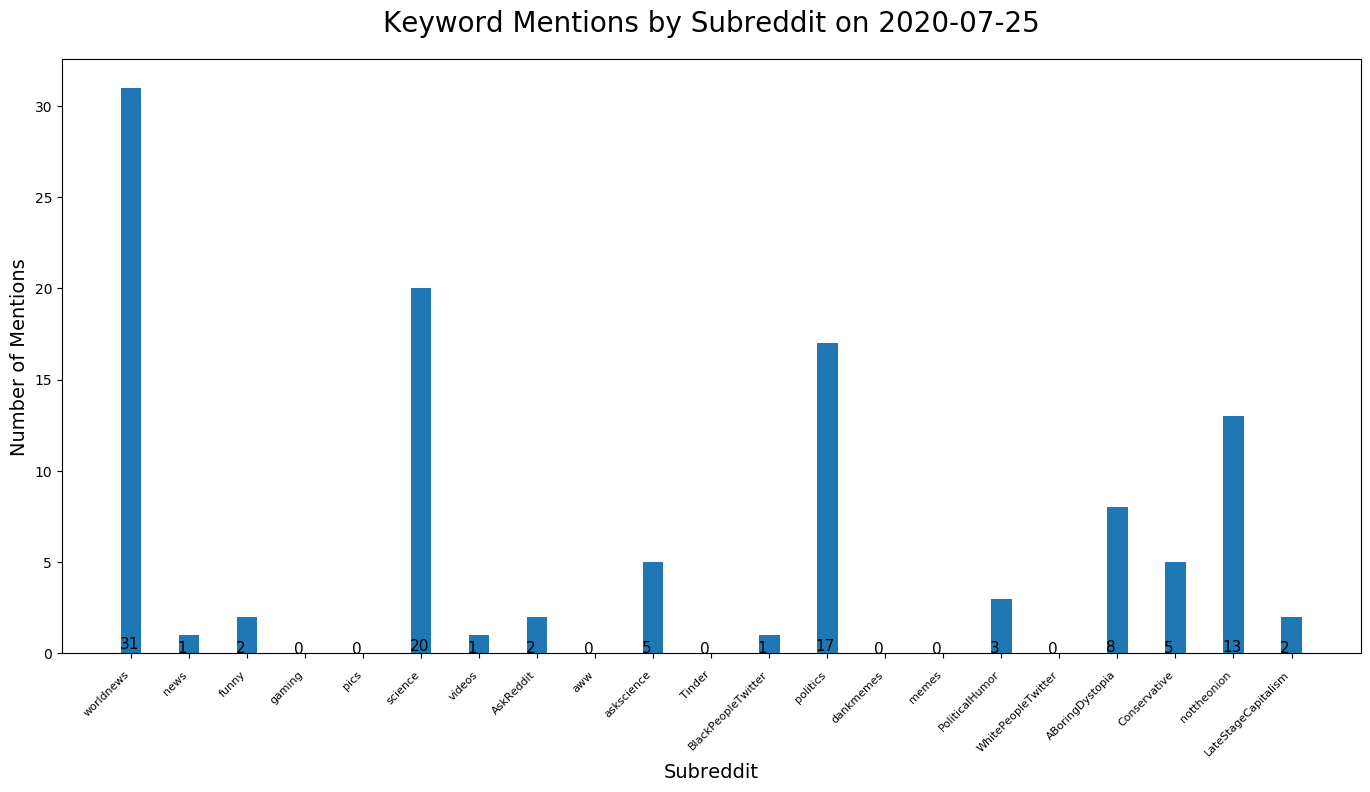 Keyword Mentions by Subreddit on 2020-07-25
Number of Mentions
30
25
20
15
10
5
0
31
1
2
0
0
20
1
2
0
5
0
1
17
0
0
3
0
8
5
13
2
worldnews
news
funny
gaming
pics
science
videos
AskReddit
aww
askscience
Tinder
BlackPeopleTwitter
politics
dankmemes
memes
PoliticalHumor
WhitePeopleTwitter
ABoringDystopia
Conservative
nottheonion
LateStageCapitalism
Subreddit